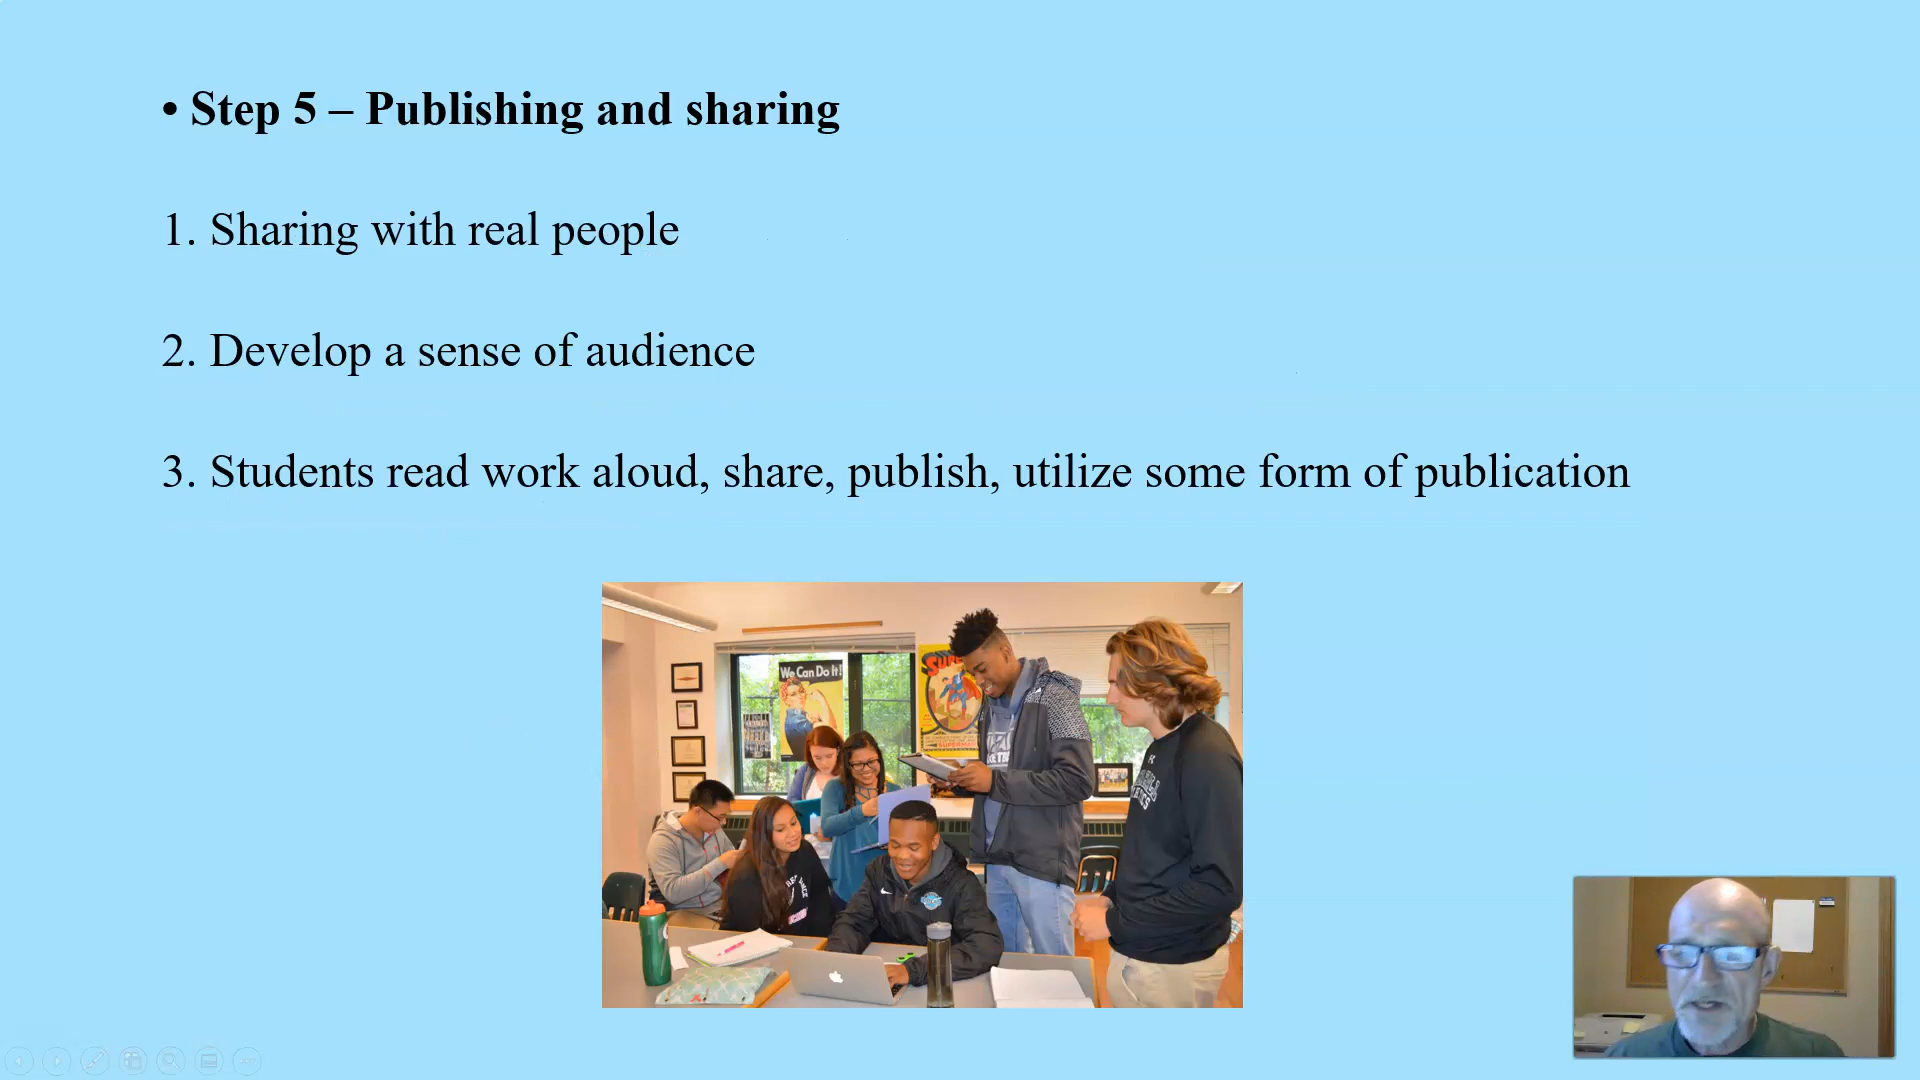 • Step 5 – Publishing and sharing
1. Sharing with real people
2. Develop a sense of audience
3. Students read work aloud, share, publish, utilize some form of publication
We Can Do It!
SUPERMAN